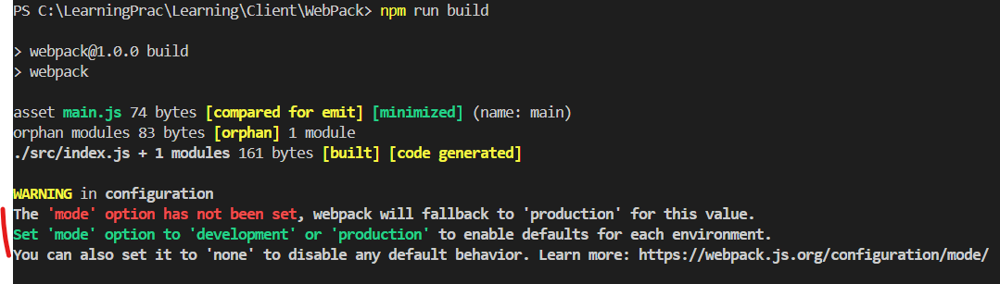 PS C:\LearningPrac\Learning\Client\WebPack> npm run build
> webpack@1.0.0 build
> webpack
asset main.js 74 bytes [compared for emit] [minimized] (name: main)
orphan modules 83 bytes [orphan] 1 module
./src/index.js + 1 modules 161 bytes [built] [code generated]
WARNING in configuration
The 'mode' option has not been set, webpack will fallback to 'production' for this value.
Set 'mode' option to 'development' or 'production' to enable defaults for each environment.
You can also set it to 'none' to disable any default behavior. Learn more: https://webpack.js.org/configuration/mode/